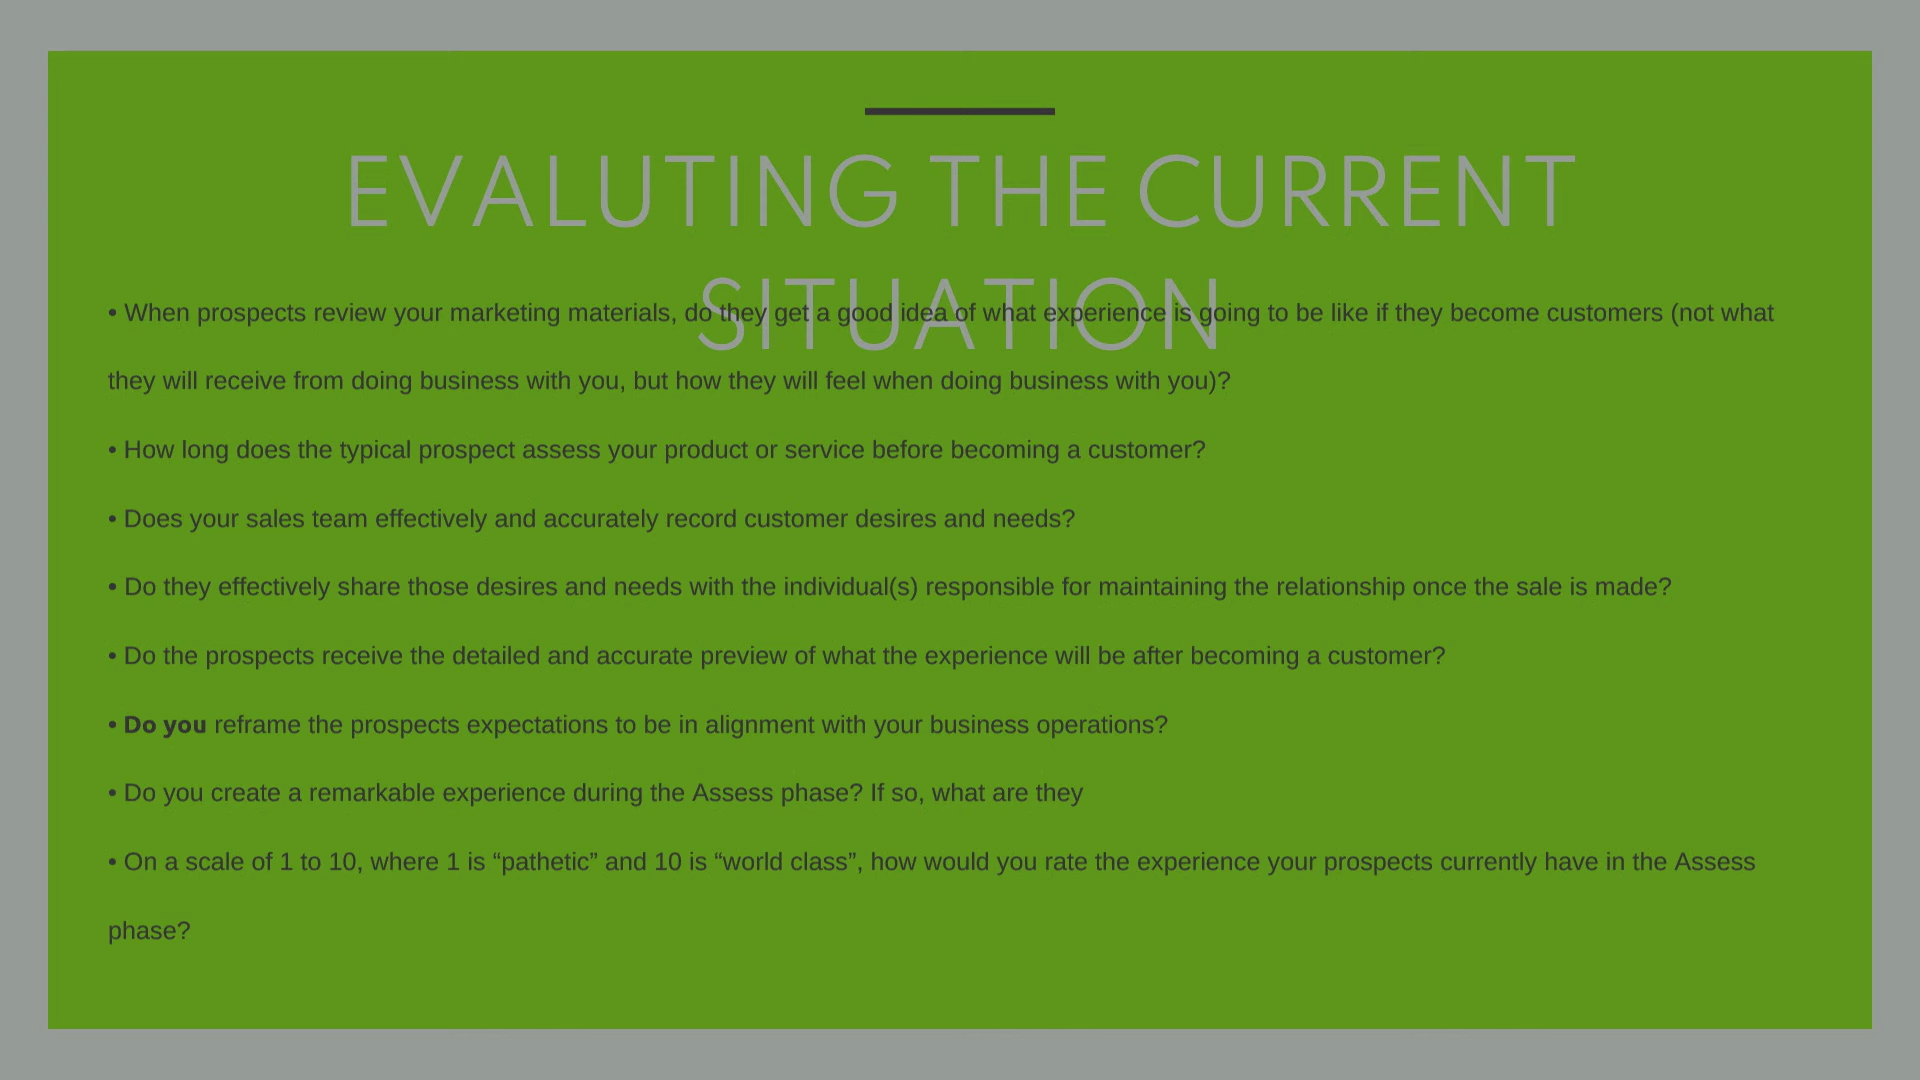 EVALUTING THE CURRENT
SITUATION
• When prospects review your marketing materials, do they get a good idea of what experience is going to be like if they become customers (not what
they will receive from doing business with you, but how they will feel when doing business with you)?
• How long does the typical prospect assess your product or service before becoming a customer?
• Does your sales team effectively and accurately record customer desires and needs?
• Do they effectively share those desires and needs with the individual(s) responsible for maintaining the relationship once the sale is made?
• Do the prospects receive the detailed and accurate preview of what the experience will be after becoming a customer?
• Do you reframe the prospects expectations to be in alignment with your business operations?
• Do you create a remarkable experience during the Assess phase? If so, what are they
• On a scale of 1 to 10, where 1 is “pathetic” and 10 is “world class”, how would you rate the experience your prospects currently have in the Assess
phase?